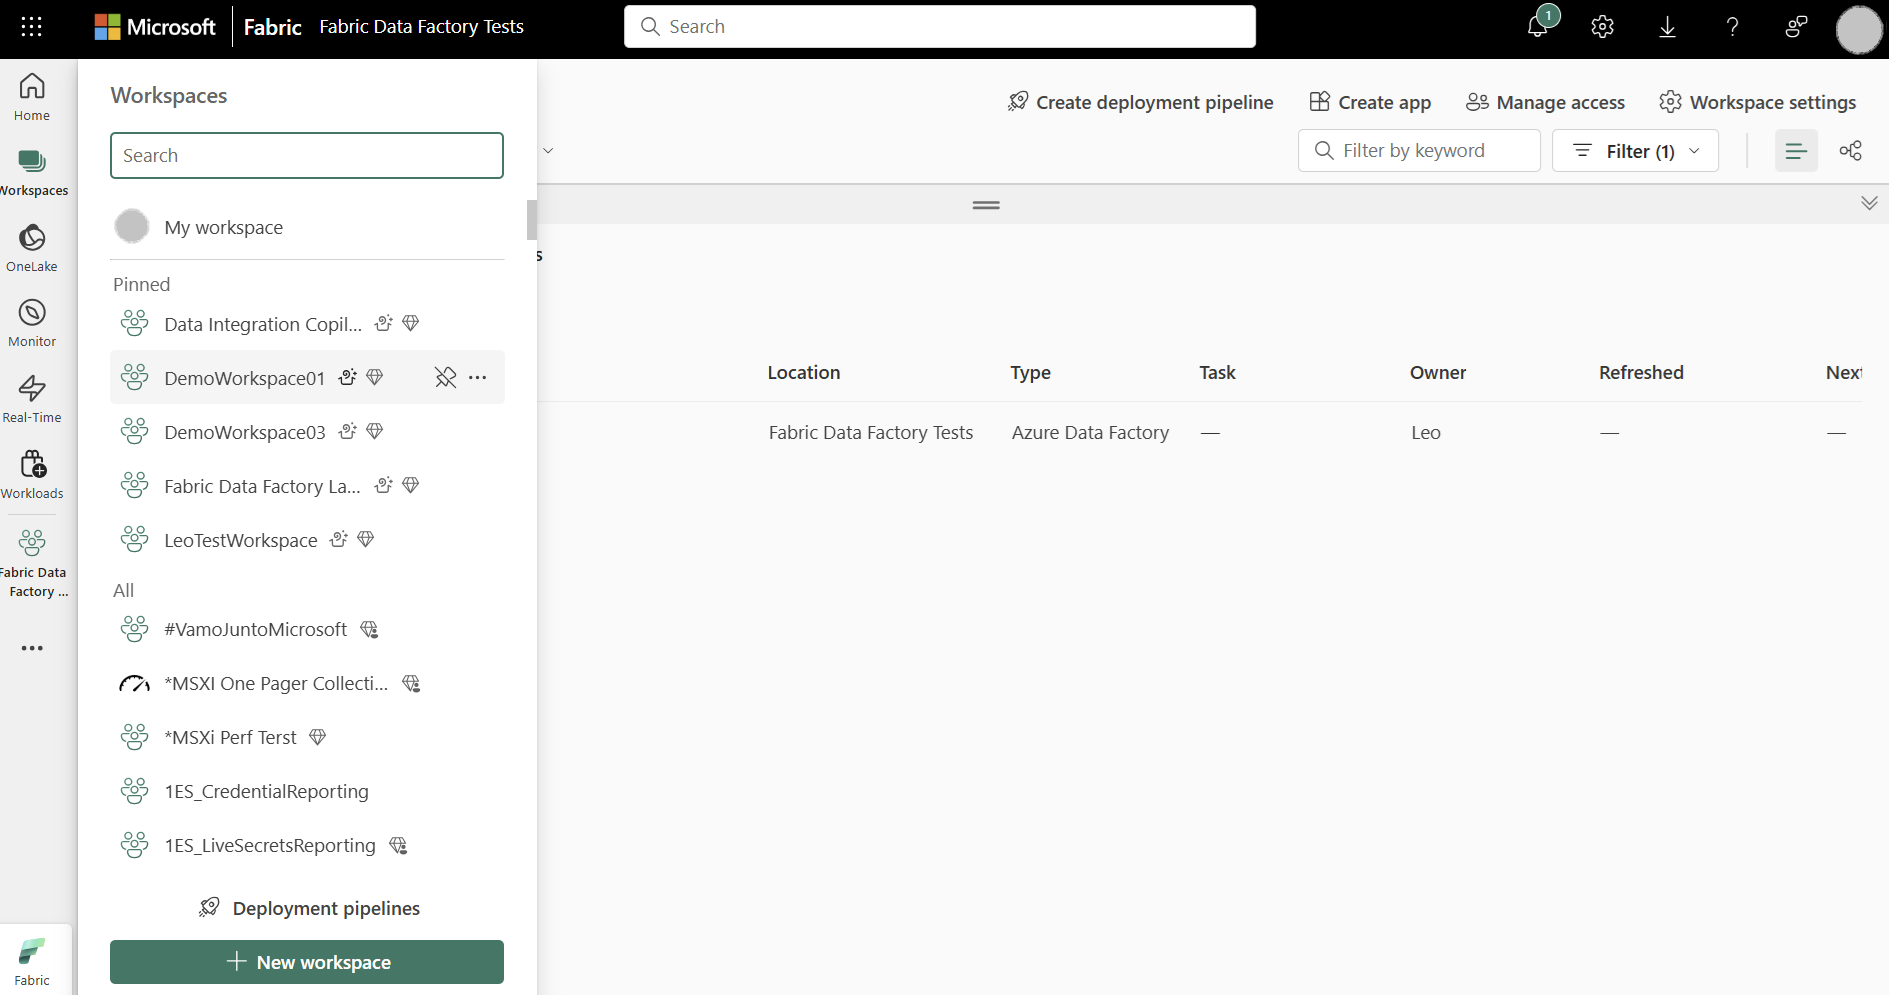 Microsoft Fabric Fabric Data Factory Tests
Search
1
Home
Workspaces
OneLake
Monitor
Real-Time
Workloads
Fabric Data
Factory ...
Fabric
Workspaces
Search
My workspace
Pinned
Data Integration Copil...
DemoWorkspace01
DemoWorkspace03
Fabric Data Factory La...
LeoTestWorkspace
All
#VamoJuntoMicrosoft
*MSXI One Pager Collecti...
*MSXi Perf Terst
1ES_CredentialReporting
1ES_LiveSecretsReporting
Deployment pipelines
New workspace
Create deployment pipeline Create app Manage access Workspace settings
Filter by keyword Filter (1)
s
Location Type Task Owner Refreshed Next
Fabric Data Factory Tests Azure Data Factory — Leo — —